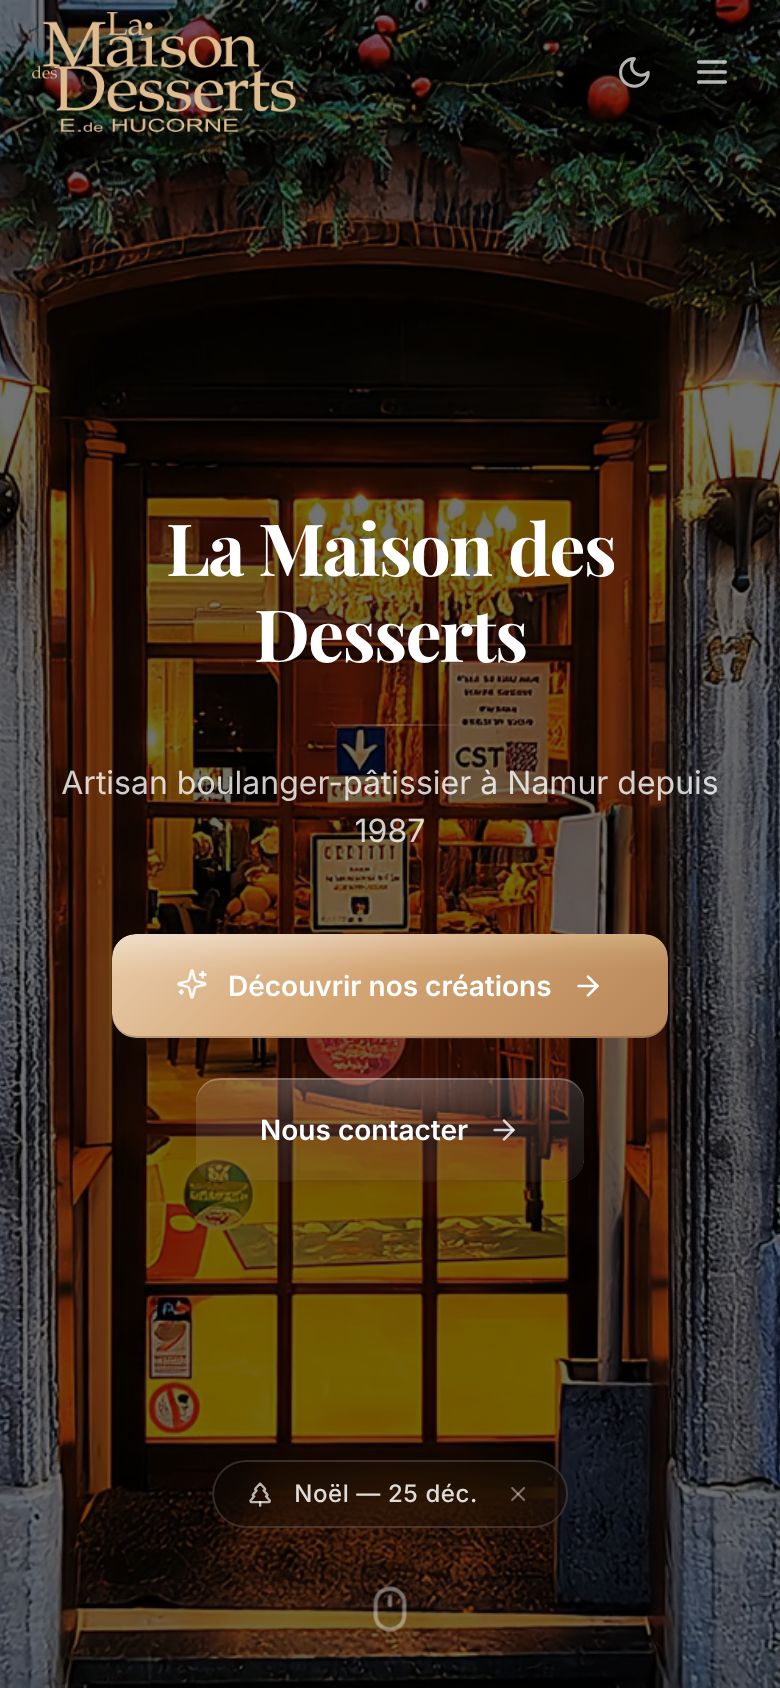 La
Maison
des
Desserts
E.de HUCORNE
La Maison des
Desserts
CST
Artisan boulanger-pâtissier à Namur depuis
1987
Découvrir nos créations
Nous contacter
Noël — 25 déc.